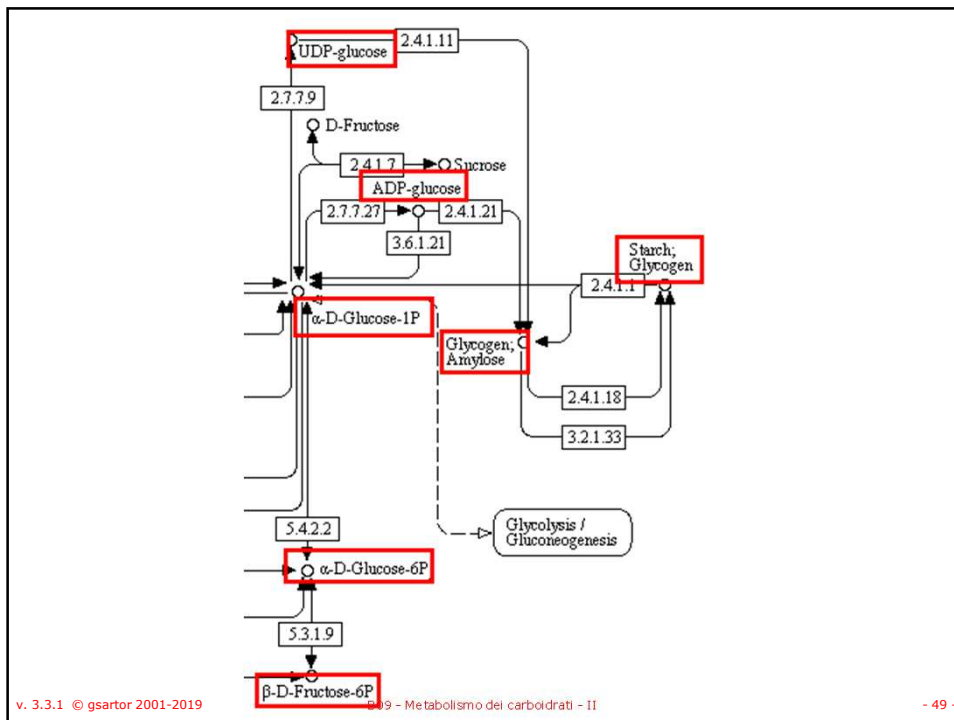 UDP-glucose
2.4.1.11
2.7.7.9
D-Fructose
2.4.1.7
Sucrose
ADP-glucose
2.7.7.27
2.4.1.21
3.6.1.21
Starch;
Glycogen
2.4.1.1
α-D-Glucose-1P
Glycogen;
Amylose
2.4.1.18
3.2.1.33
5.4.2.2
Glycolysis /
Gluconeogenesis
α-D-Glucose-6P
5.3.1.9
β-D-Fructose-6P
v. 3.3.1 © gsartor 2001-2019
B09 - Metabolismo dei carboidrati - II
- 49 -